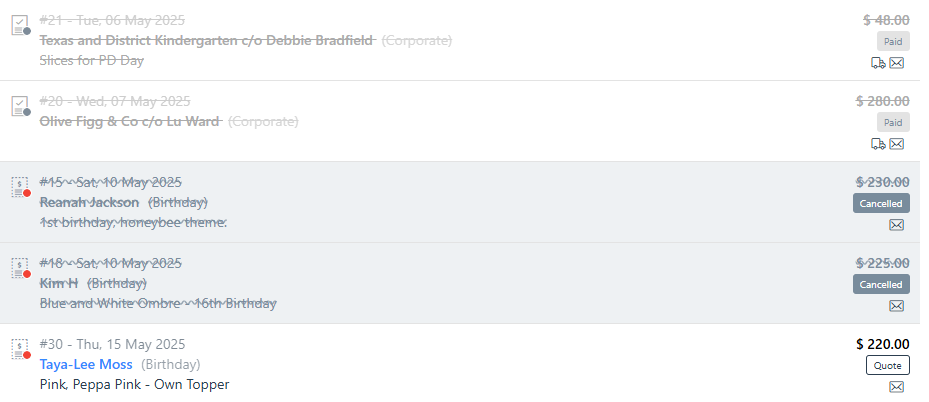 #21 - Tue, 06 May 2025
$ 48.00
Texas and District Kindergarten c/o Debbie Bradfield (Corporate)
Paid
Slices for PD Day
#20 - Wed, 07 May 2025
$ 280.00
Olive Figg & Co c/o Lu Ward (Corporate)
Paid
#15 - Sat, 10 May 2025
$ 230.00
Reanah Jackson (Birthday)
Cancelled
1st birthday, honeybee theme.
#18 - Sat, 10 May 2025
$ 225.00
Kim H (Birthday)
Cancelled
Blue and White Ombre - 16th Birthday
#30 - Thu, 15 May 2025
$ 220.00
Taya-Lee Moss (Birthday)
Quote
Pink, Peppa Pink - Own Topper